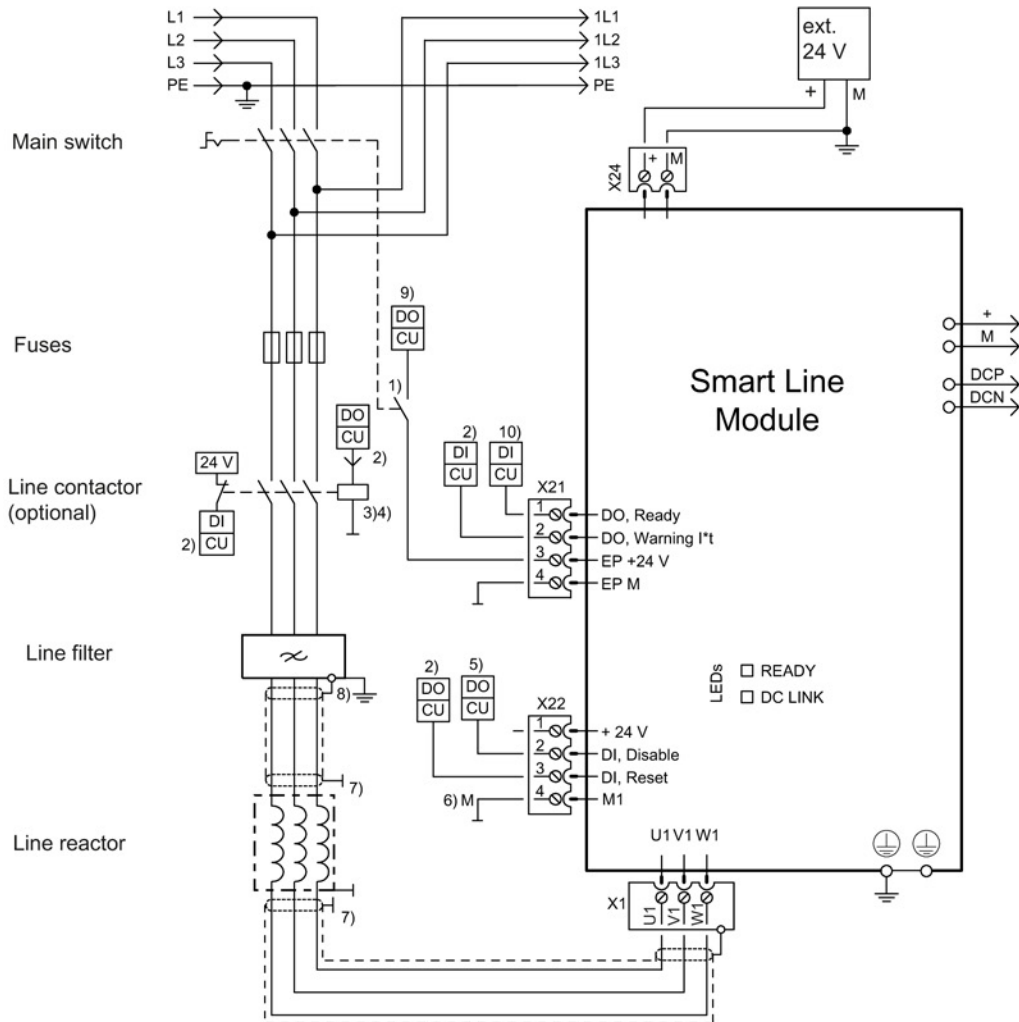 L1
L2
L3
PE
1L1
1L2
1L3
PE
ext.
24 V
+
M
Main switch
X24
+ M
9)
DO
CU
Fuses
1)
+
M
DCP
DCN
Smart Line
Module
DO
CU
2)
3)4)
24 V
Line contactor
(optional)
DI
CU
2)
2)
DI
CU
10)
DI
CU
X21
1
DO, Ready
2
DO, Warning I*t
3
EP +24 V
4
EP M
Line filter
8)
LEDs
READY
DC LINK
2)
DO
CU
5)
DO
CU
X22
1
+ 24 V
2
DI, Disable
3
DI, Reset
4
M1
6) M
7)
Line reactor
7)
U1 V1 W1
X1
U1
V1
W1